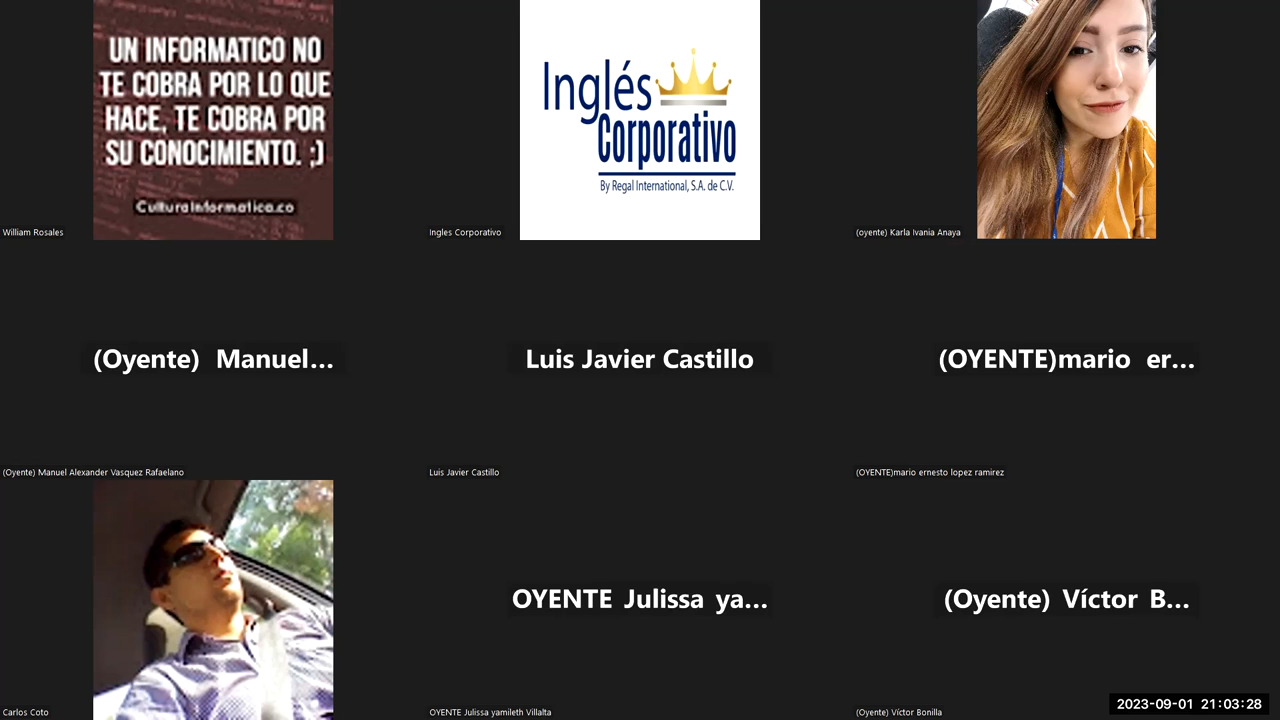 UN INFORMATICO NO
TE COBRA POR LO QUE
HACE, TE COBRA POR
SU CONOCIMIENTO. ;)
CulturaInformatica.co
William Rosales
Inglés
Corporativo
By Regal International, S.A. de C.V.
Ingles Corporativo
(oyente) Karla Ivania Anaya
(Oyente) Manuel...
(Oyente) Manuel Alexander Vasquez Rafaelano
Luis Javier Castillo
Luis Javier Castillo
(OYENTE)mario er...
(OYENTE)mario ernesto lopez ramirez
Carlos Coto
OYENTE Julissa ya...
OYENTE Julissa yamileth Villalta
(Oyente) Víctor B...
(Oyente) Víctor Bonilla
2023-09-01 21:03:28